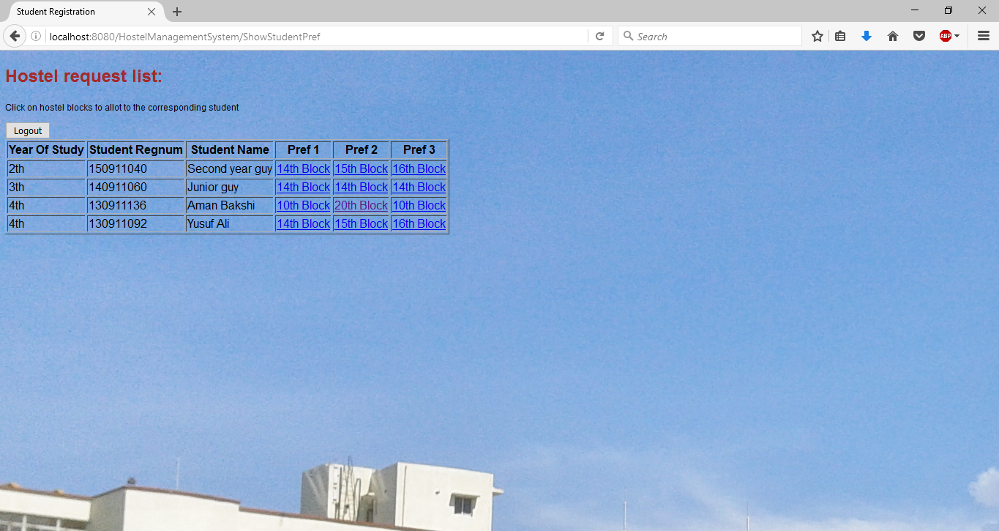 Student Registration
localhost:8080/HostelManagementSystem/ShowStudentPref
Search
ABP
Hostel request list:
Click on hostel blocks to allot to the corresponding student
Logout
Year Of Study Student Regnum Student Name Pref 1 Pref 2 Pref 3
2th 150911040 Second year guy 14th Block 15th Block 16th Block
3th 140911060 Junior guy 14th Block 14th Block 14th Block
4th 130911136 Aman Bakshi 10th Block 20th Block 10th Block
4th 130911092 Yusuf Ali 14th Block 15th Block 16th Block